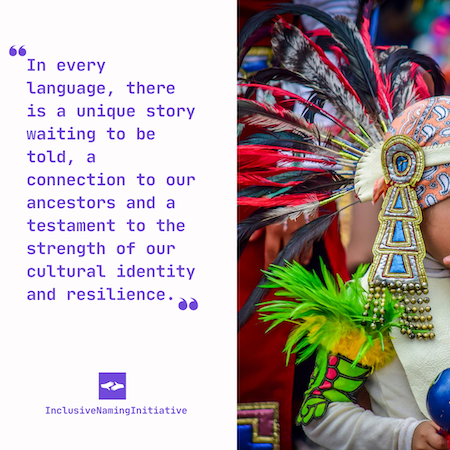 “
In every
language, there
is a unique story
waiting to be
told, a
connection to our
ancestors and a
testament to the
strength of our
cultural identity
and resilience.”
InclusiveNamingInitiative